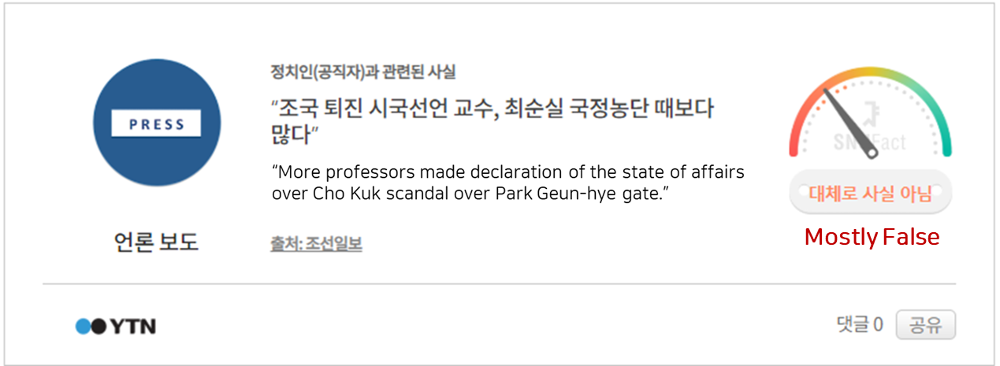 PRESS
언론 보도
정치인(공직자)과 관련된 사실
“조국 퇴진 시국선언 교수, 최순실 국정농단 때보다
많다”
“More professors made declaration of the state of affairs
over Cho Kuk scandal over Park Geun-hye gate.”
출처: 조선일보
SNUFact
대체로 사실 아님
Mostly False
YTN
댓글 0
공유